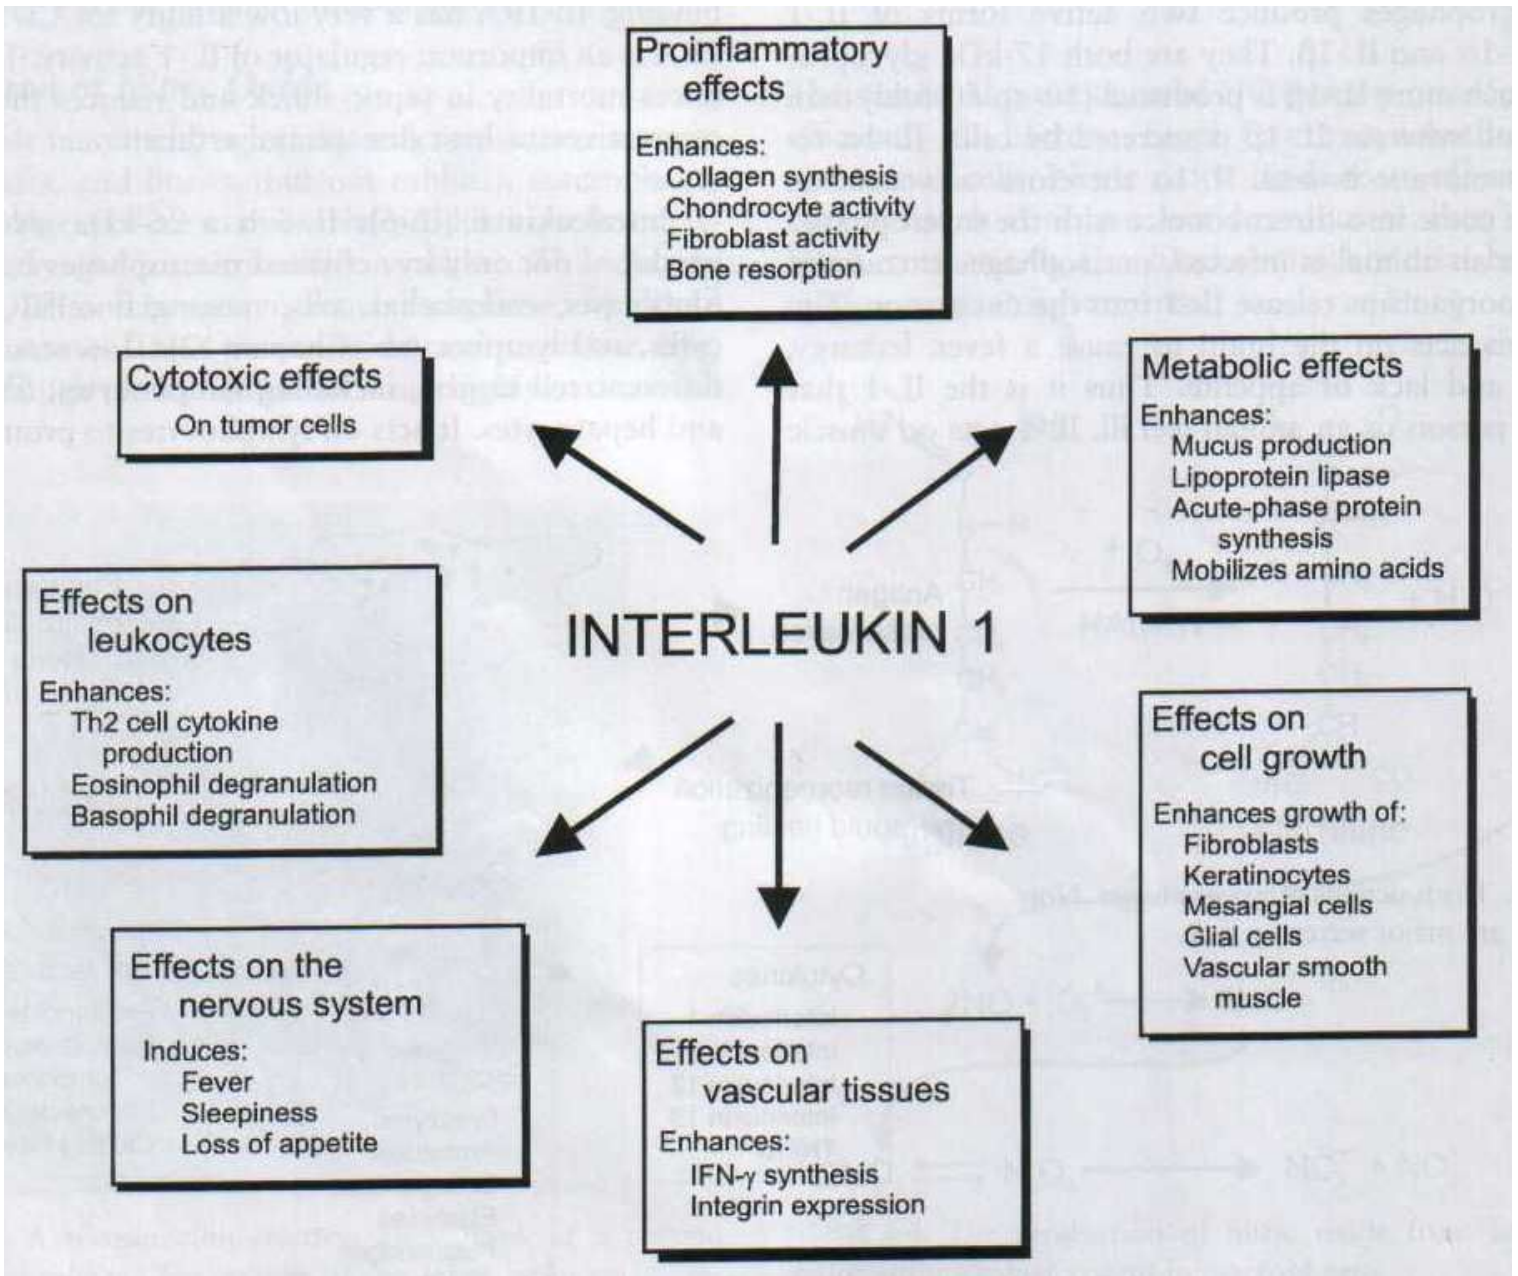 Proinflammatory
effects
Enhances:
Collagen synthesis
Chondrocyte activity
Fibroblast activity
Bone resorption
Cytotoxic effects
On tumor cells
Metabolic effects
Enhances:
Mucus production
Lipoprotein lipase
Acute-phase protein
synthesis
Mobilizes amino acids
Effects on
leukocytes
Enhances:
Th2 cell cytokine
production
Eosinophil degranulation
Basophil degranulation
INTERLEUKIN 1
Effects on
cell growth
Enhances growth of:
Fibroblasts
Keratinocytes
Mesangial cells
Glial cells
Vascular smooth
muscle
Effects on the
nervous system
Induces:
Fever
Sleepiness
Loss of appetite
Effects on
vascular tissues
Enhances:
IFN-γ synthesis
Integrin expression